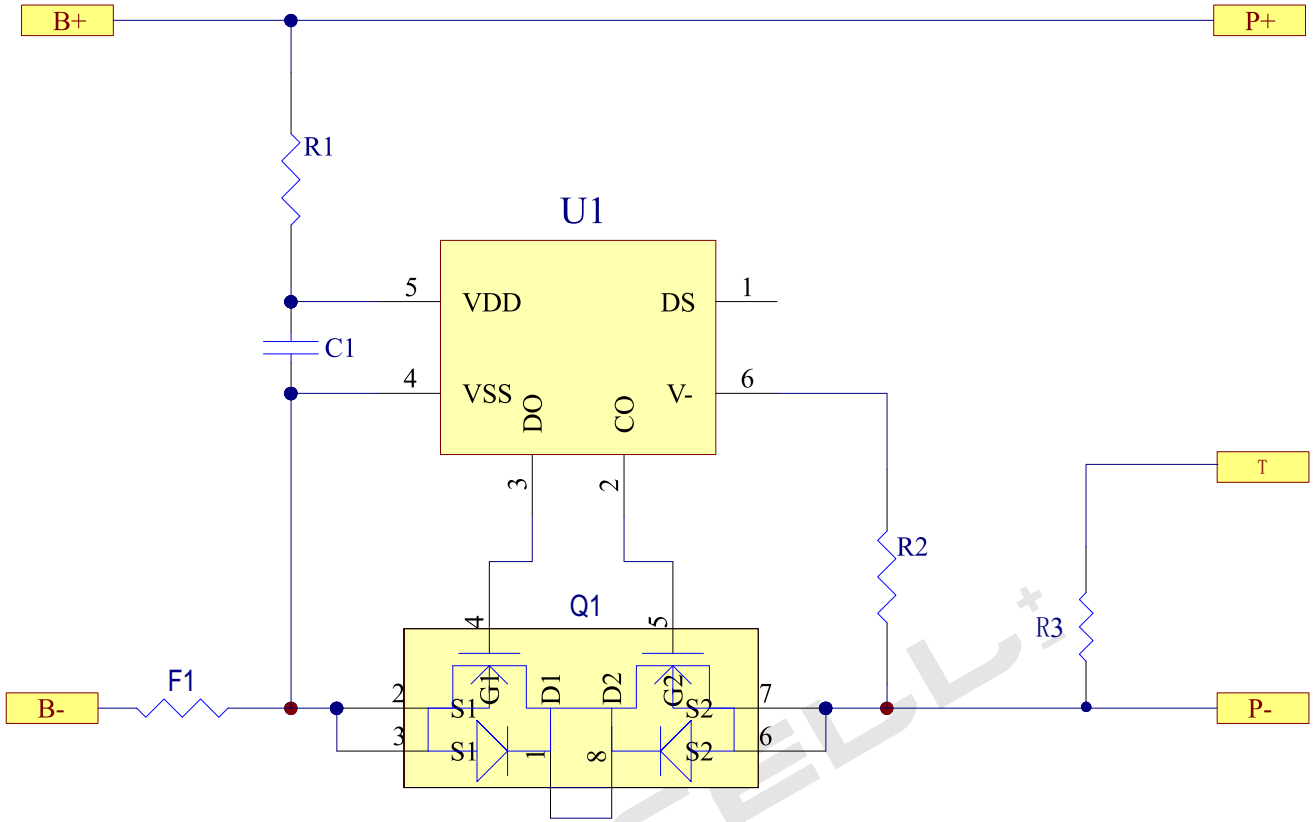 B+
P+
R1
U1
5
VDD
DS
1
C1
4
VSS
DO
CO
V-
6
3
2
T
R2
Q1
R3
4
5
F1
B-
2
S1
G1
D1
D2
G2
S2
7
P-
3
S1
1
8
S2
6